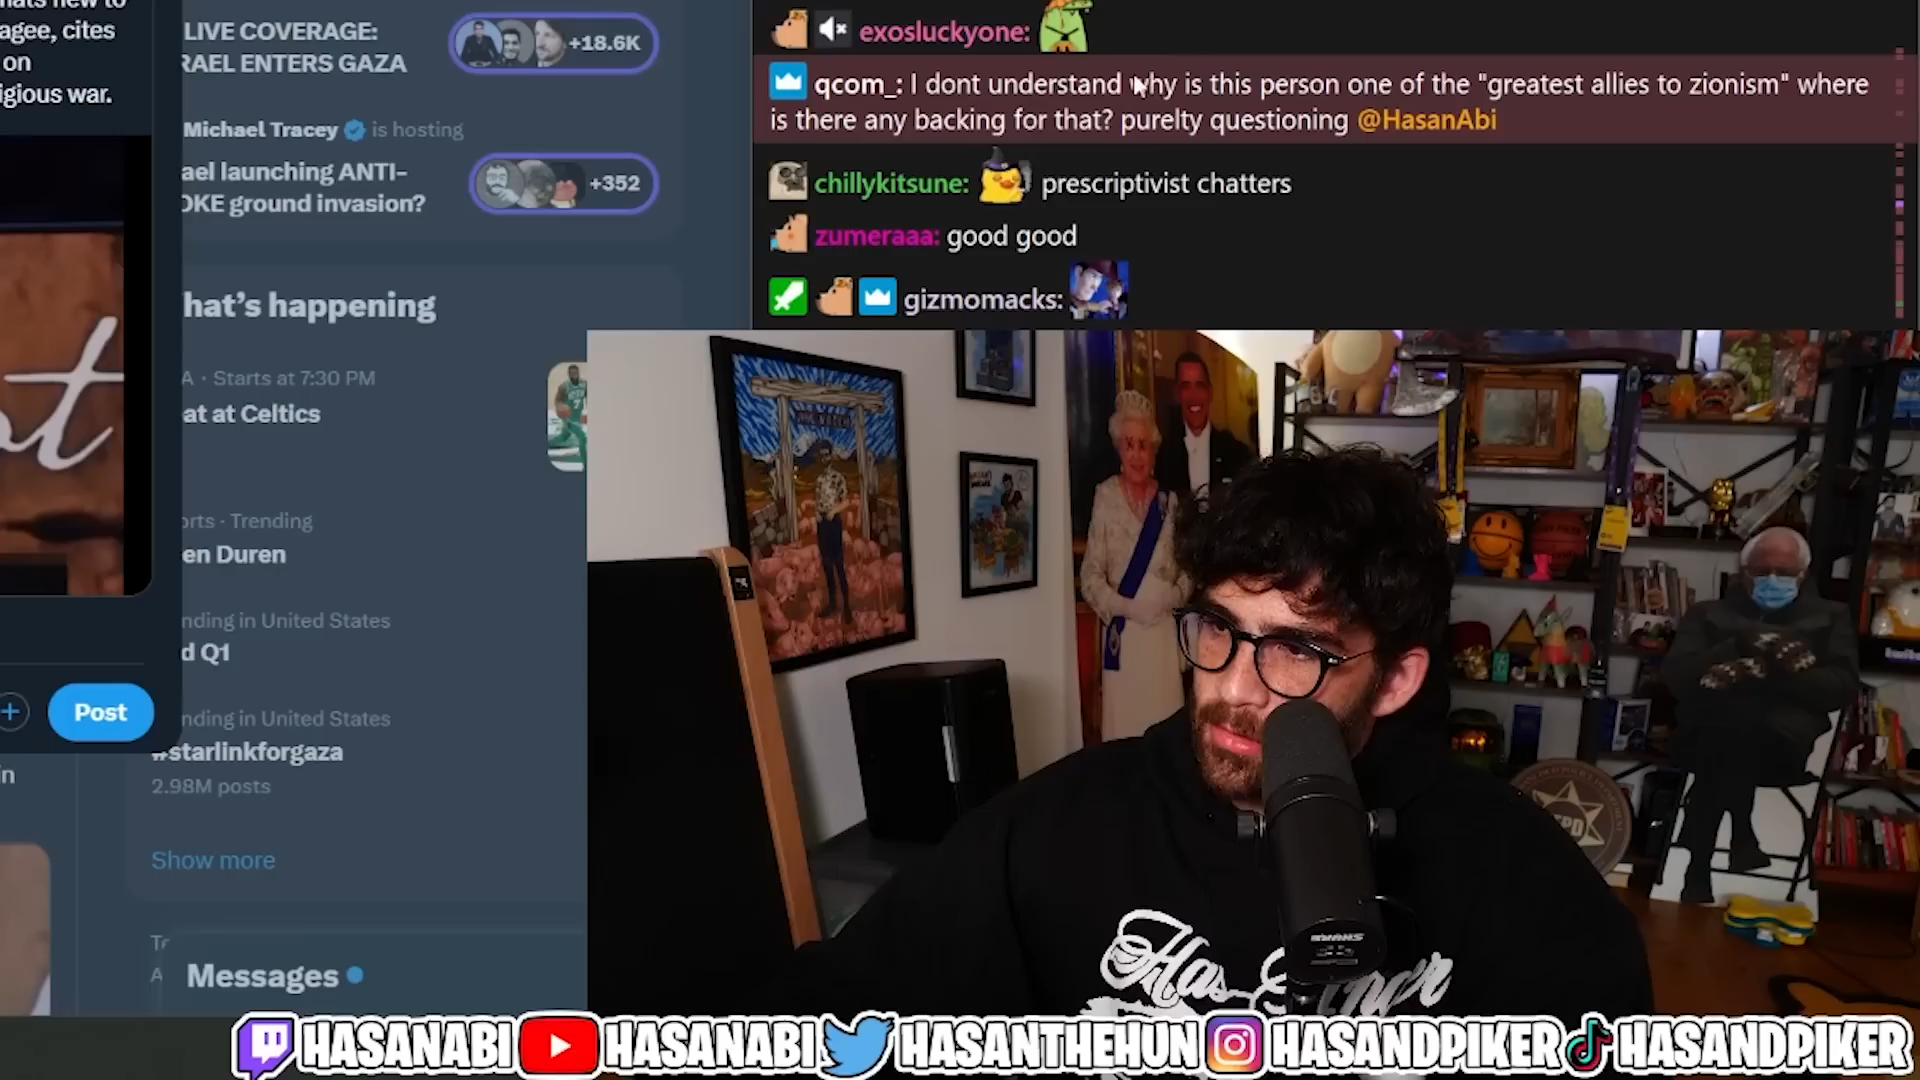 agee, cites
on
igious war.
LIVE COVERAGE:
RAEL ENTERS GAZA
+18.6K
Michael Tracey is hosting
ael launching ANTI-
OKE ground invasion?
+352
hat's happening
A · Starts at 7:30 PM
at at Celtics
orts · Trending
en Duren
nding in United States
d Q1
nding in United States
#starlinkforgaza
2.98M posts
Show more
Post
in
Messages
exosluckyone:
qcom_: I dont understand why is this person one of the "greatest allies to zionism" where
is there any backing for that? purelty questioning @HasanAbi
chillykitsune: prescriptivist chatters
zumeraaa: good good
gizmomacks:
HASANABI HASANABI HASANTHEHUN HASANDPIKER HASANDPIKER